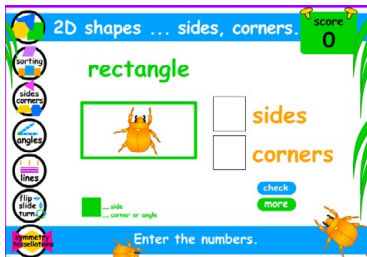 2D shapes ... sides, corners.
score
0
sorting
rectangle
sides
corners
sides
corners
angles
lines
check
more
flip
slide
turn
... side
... corner or angle
symmetry
tessellations
Enter the numbers.